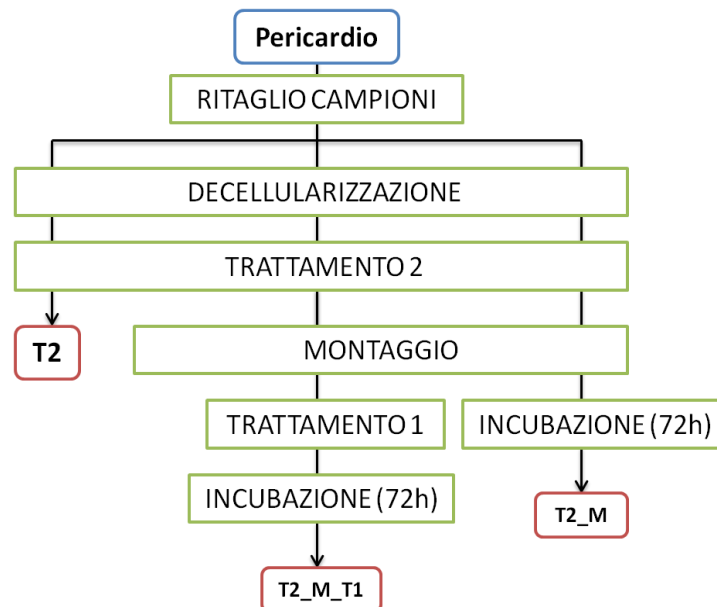 Pericardio
RITAGLIO CAMPIONI
DECELLULARIZZAZIONE
TRATTAMENTO 2
T2
MONTAGGIO
TRATTAMENTO 1
INCUBAZIONE (72h)
INCUBAZIONE (72h)
T2_M
T2_M_T1